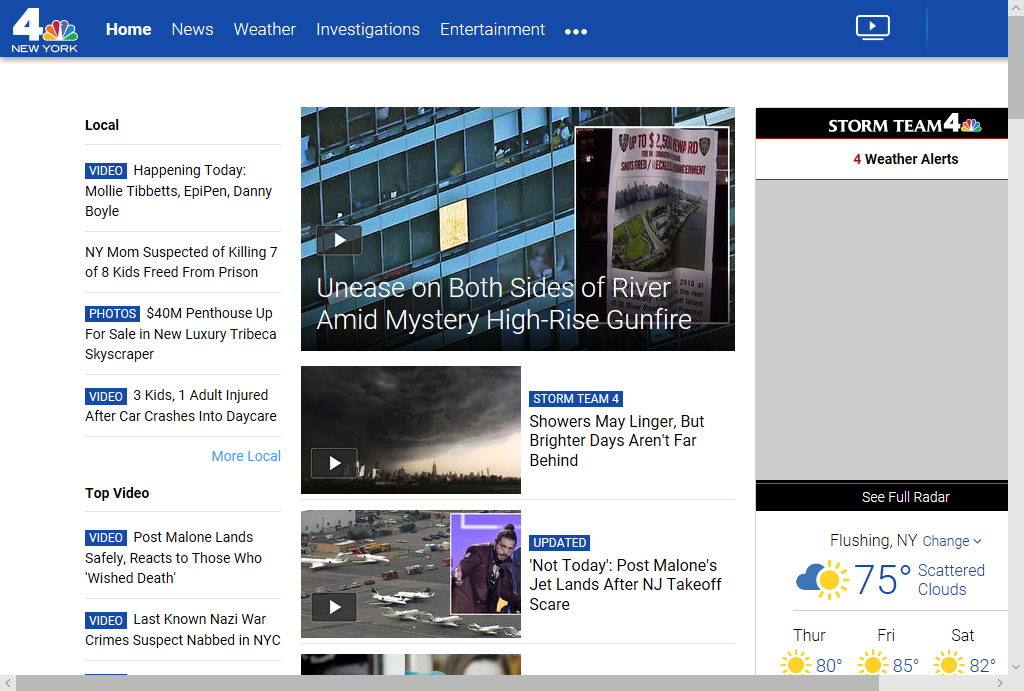 4
NEW YORK
Home News Weather Investigations Entertainment
Local
VIDEO Happening Today:
Mollie Tibbetts, EpiPen, Danny
Boyle
NY Mom Suspected of Killing 7
of 8 Kids Freed From Prison
PHOTOS $40M Penthouse Up
For Sale in New Luxury Tribeca
Skyscraper
VIDEO 3 Kids, 1 Adult Injured
After Car Crashes Into Daycare
More Local
Top Video
VIDEO Post Malone Lands
Safely, Reacts to Those Who
'Wished Death'
VIDEO Last Known Nazi War
Crimes Suspect Nabbed in NYC
UP TO $2,500 REWARD
SHOTS FIRED / RECKLESS ENDANGERMENT
Unease on Both Sides of River
Amid Mystery High-Rise Gunfire
STORM TEAM 4
Showers May Linger, But
Brighter Days Aren't Far
Behind
UPDATED
'Not Today': Post Malone's
Jet Lands After NJ Takeoff
Scare
STORM TEAM 4
4 Weather Alerts
See Full Radar
Flushing, NY Change
75° Scattered
Clouds
Thur Fri Sat
80° 85° 82°